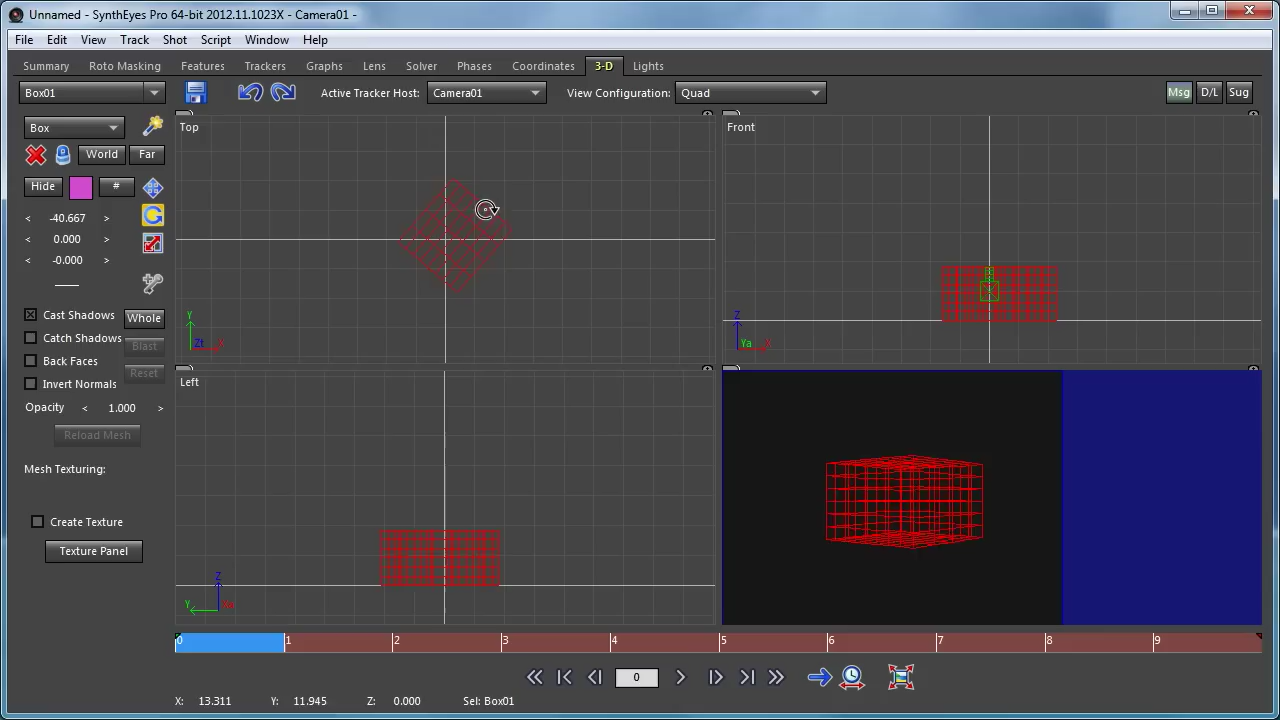 Unnamed - SynthEyes Pro 64-bit 2012.11.1023X - Camera01 -
File Edit View Track Shot Script Window Help
Summary Roto Masking Features Trackers Graphs Lens Solver Phases Coordinates 3-D Lights
Box01 Active Tracker Host: Camera01 View Configuration: Quad Msg D/L Sug
Box
World Far
Hide #
< -40.667 >
< 0.000 >
< -0.000 >
Cast Shadows Whole
Catch Shadows Blast
Back Faces Reset
Invert Normals
Opacity < 1.000 >
Reload Mesh
Mesh Texturing:
Create Texture
Texture Panel
Top
Y
Zt X
Front
Z
Ya X
Left
Z
Y Xa
0 1 2 3 4 5 6 7 8 9
0
X: 13.311 Y: 11.945 Z: 0.000 Sel: Box01